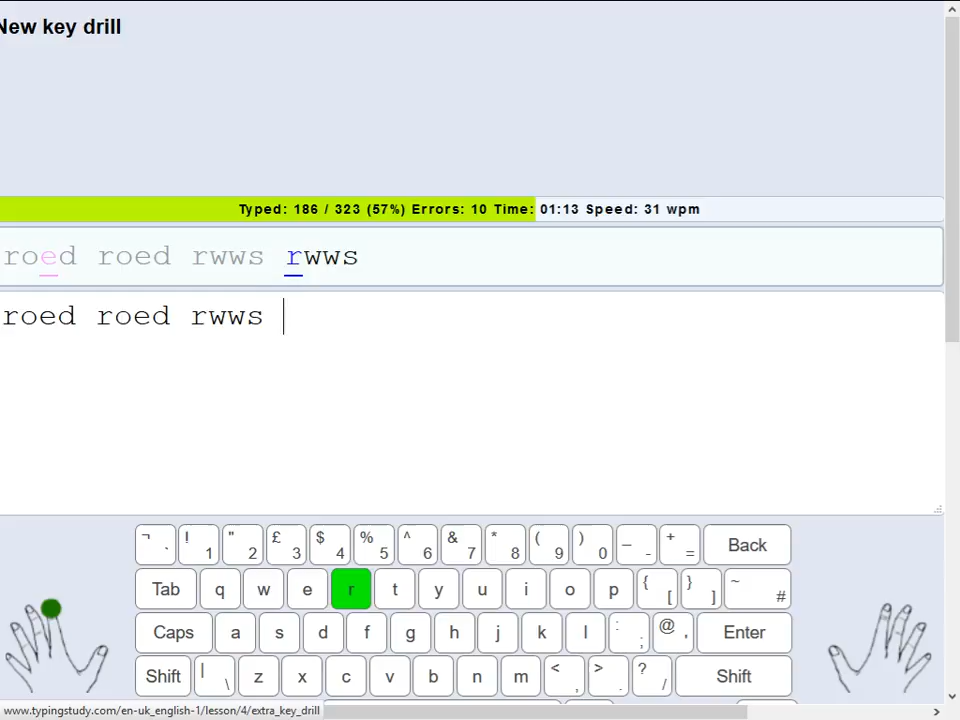 New key drill
Typed: 186 / 323 (57%) Errors: 10 Time: 01:13 Speed: 31 wpm
roed roed rwws rwws
roed roed rwws
¬ ` ! 1 " 2 £ 3 $ 4 % 5 ^ 6 & 7 * 8 ( 9 ) 0 _ - + = Back
Tab q w e r t y u i o p { [ } ] ~ #
Caps a s d f g h j k l : ; @ ' Enter
Shift | \ z x c v b n m < , > . ? / Shift
www.typingstudy.com/en-uk_english-1/lesson/4/extra_key_drill